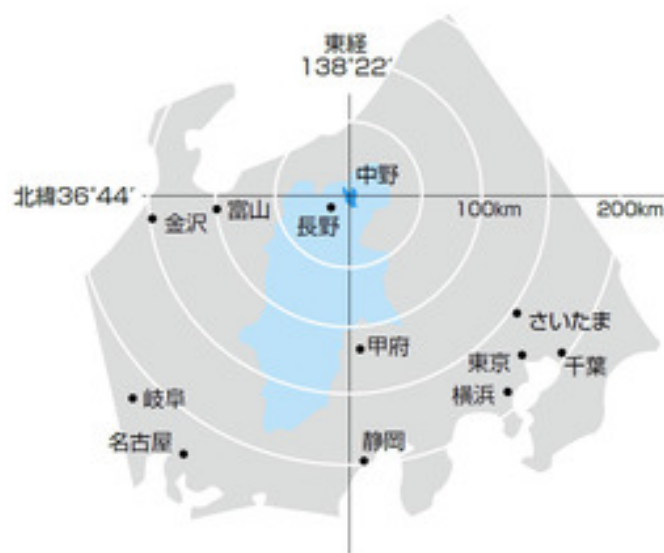 東経
138°22′
中野
北緯36°44′
富山
100km
200km
金沢
長野
さいたま
甲府
東京
千葉
横浜
岐阜
名古屋
静岡